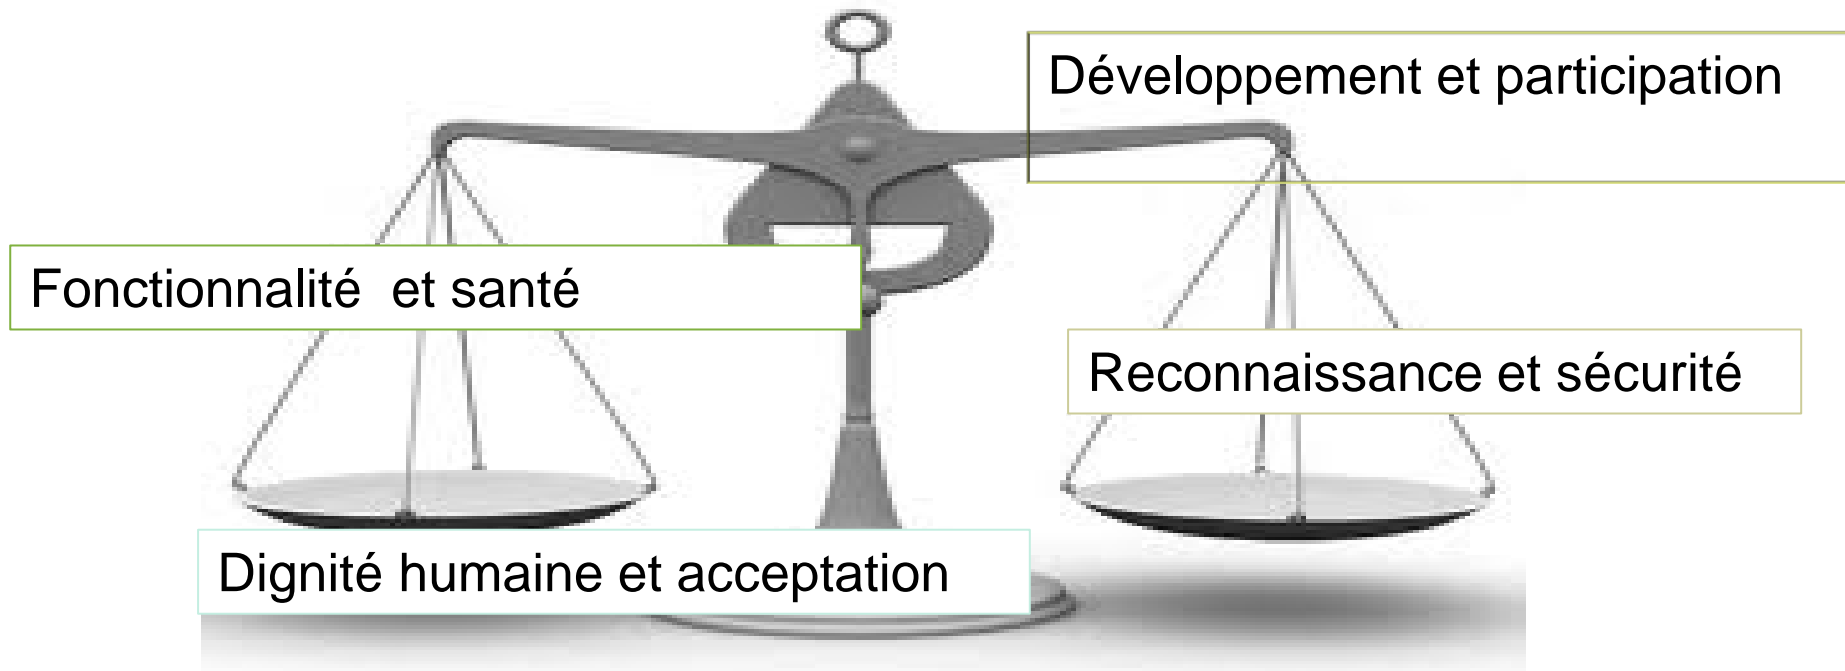 Développement et participation
Fonctionnalité et santé
Reconnaissance et sécurité
Dignité humaine et acceptation